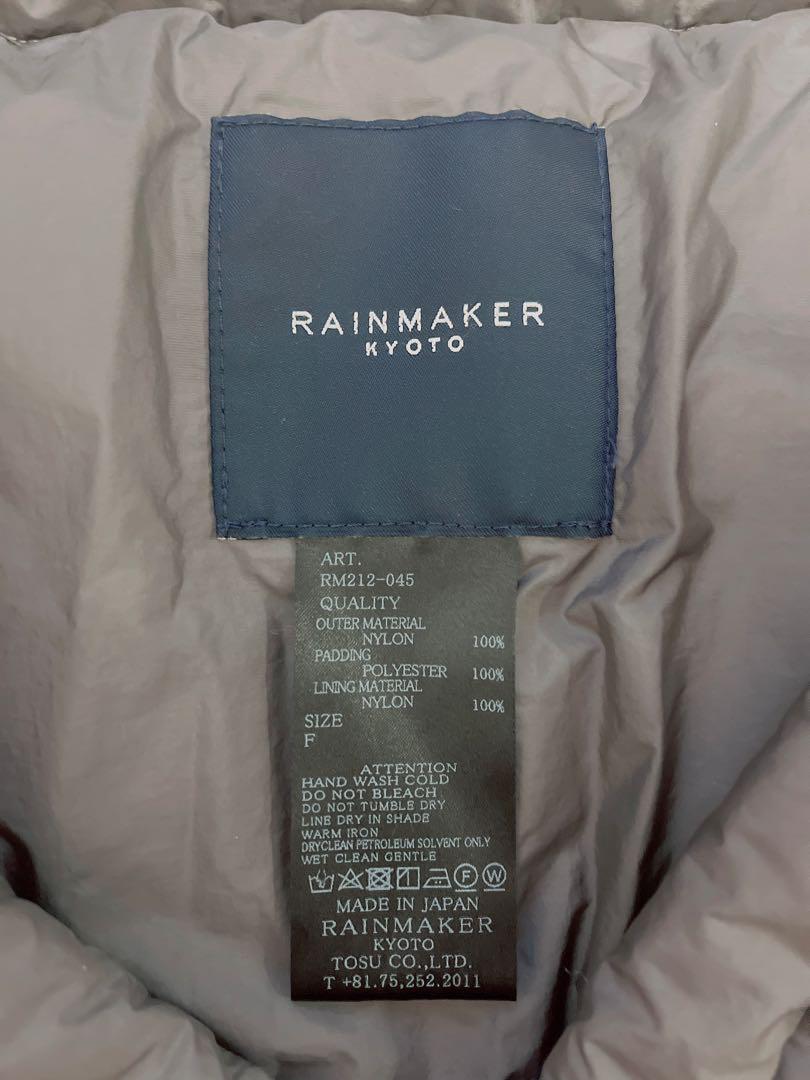 RAINMAKER
KYOTO
ART.
RM212-045
QUALITY
OUTER MATERIAL
NYLON 100%
PADDING
POLYESTER 100%
LINING MATERIAL
NYLON 100%
SIZE
F
ATTENTION
HAND WASH COLD
DO NOT BLEACH
DO NOT TUMBLE DRY
LINE DRY IN SHADE
WARM IRON
DRYCLEAN PETROLEUM SOLVENT ONLY
WET CLEAN GENTLE
F W
MADE IN JAPAN
RAINMAKER
KYOTO
TOSU CO.,LTD.
T +81.75,252.2011